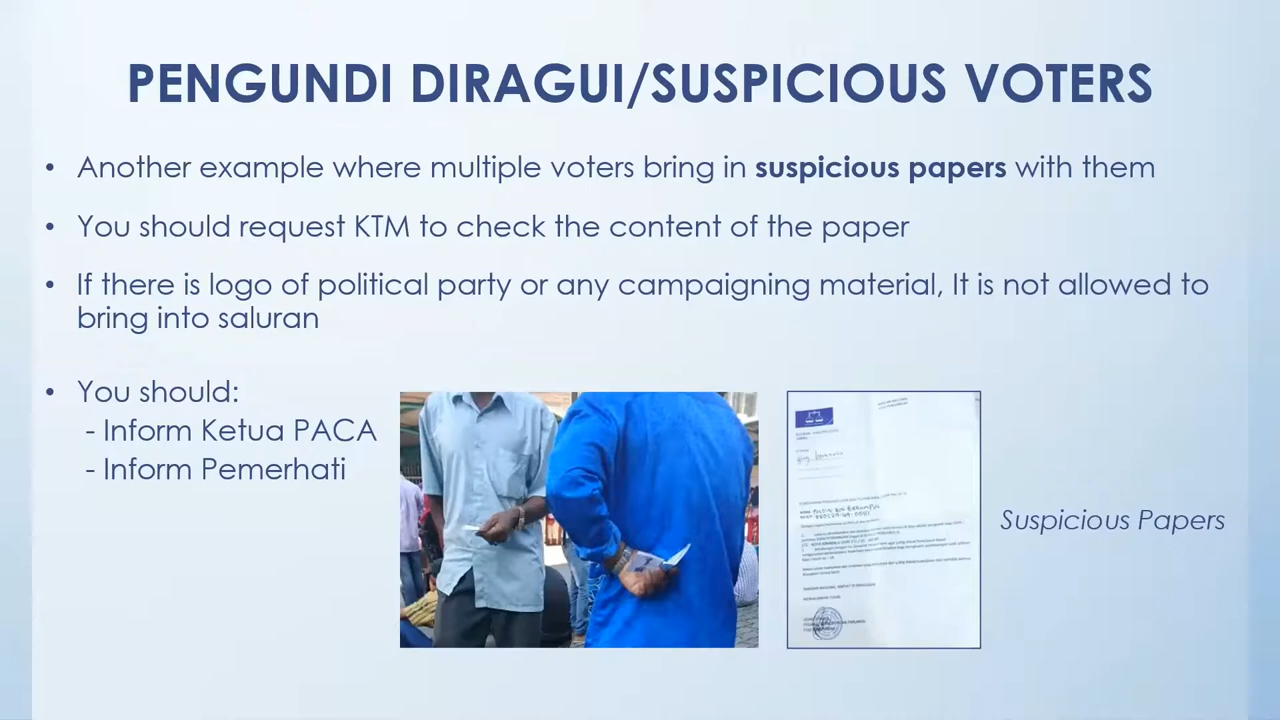 PENGUNDI DIRAGUI/SUSPICIOUS VOTERS
• Another example where multiple voters bring in suspicious papers with them
• You should request KTM to check the content of the paper
• If there is logo of political party or any campaigning material, It is not allowed to
bring into saluran
• You should:
- Inform Ketua PACA
- Inform Pemerhati
Suspicious Papers